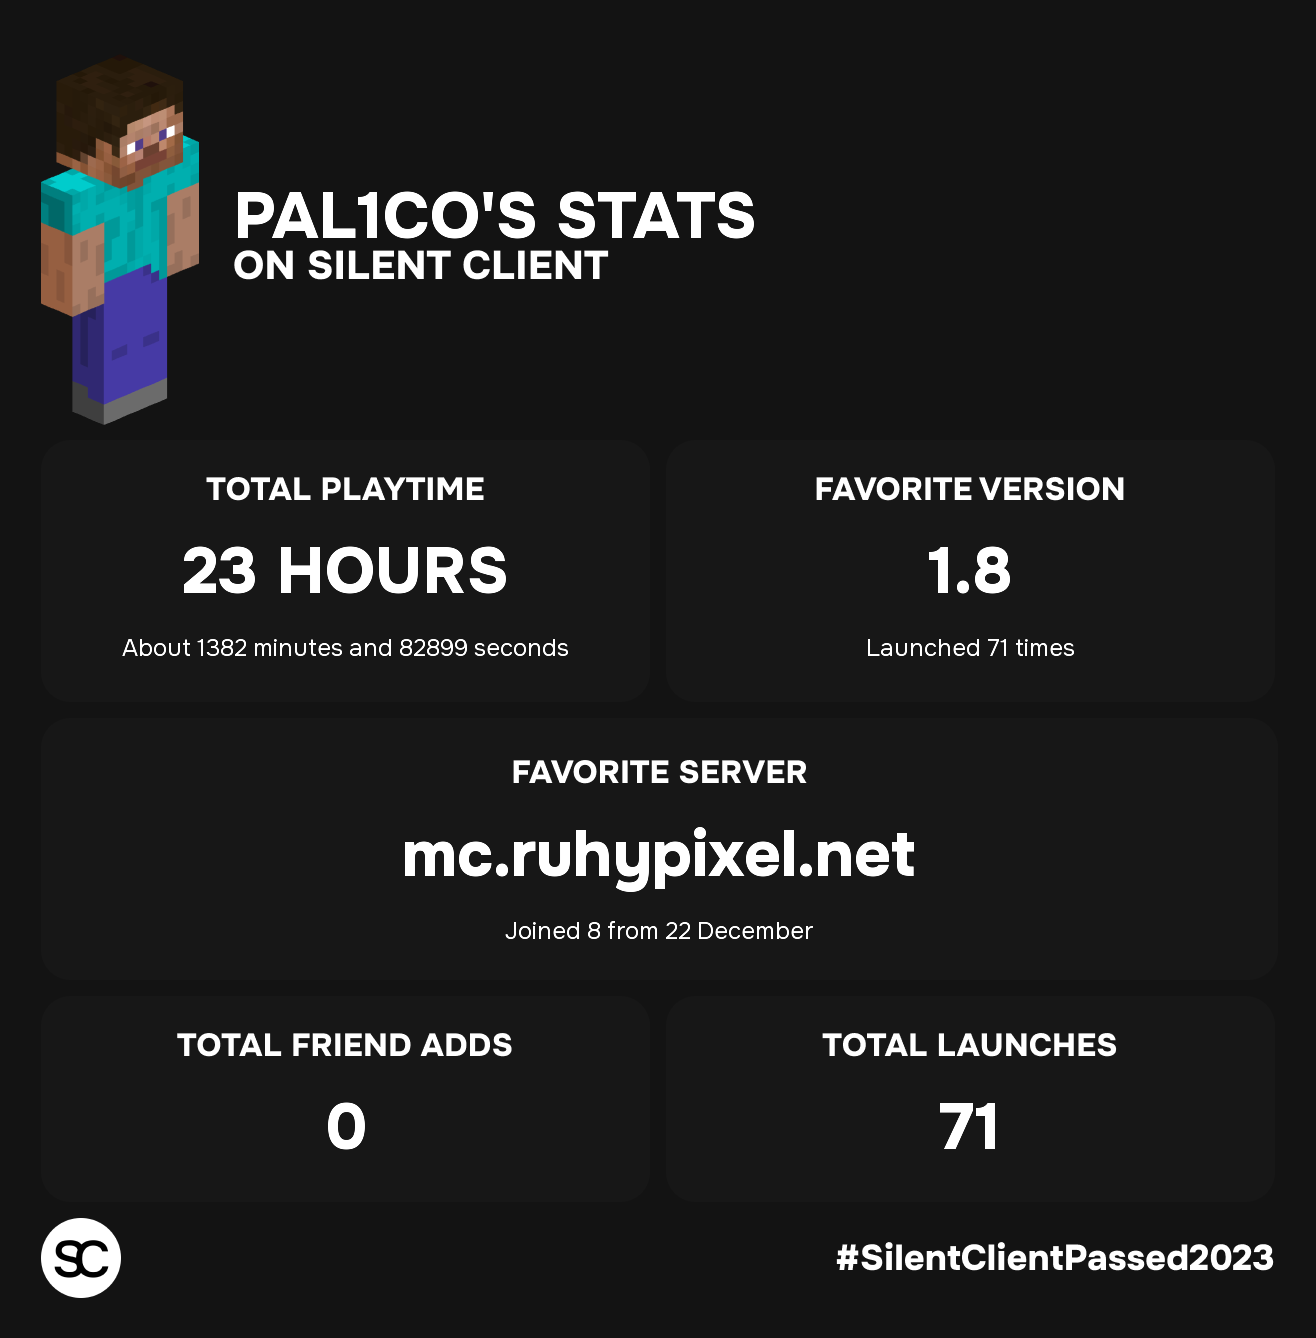 PAL1CO'S STATS
ON SILENT CLIENT
TOTAL PLAYTIME
23 HOURS
About 1382 minutes and 82899 seconds
FAVORITE VERSION
1.8
Launched 71 times
FAVORITE SERVER
mc.ruhypixel.net
Joined 8 from 22 December
TOTAL FRIEND ADDS
0
TOTAL LAUNCHES
71
SC
#SilentClientPassed2023